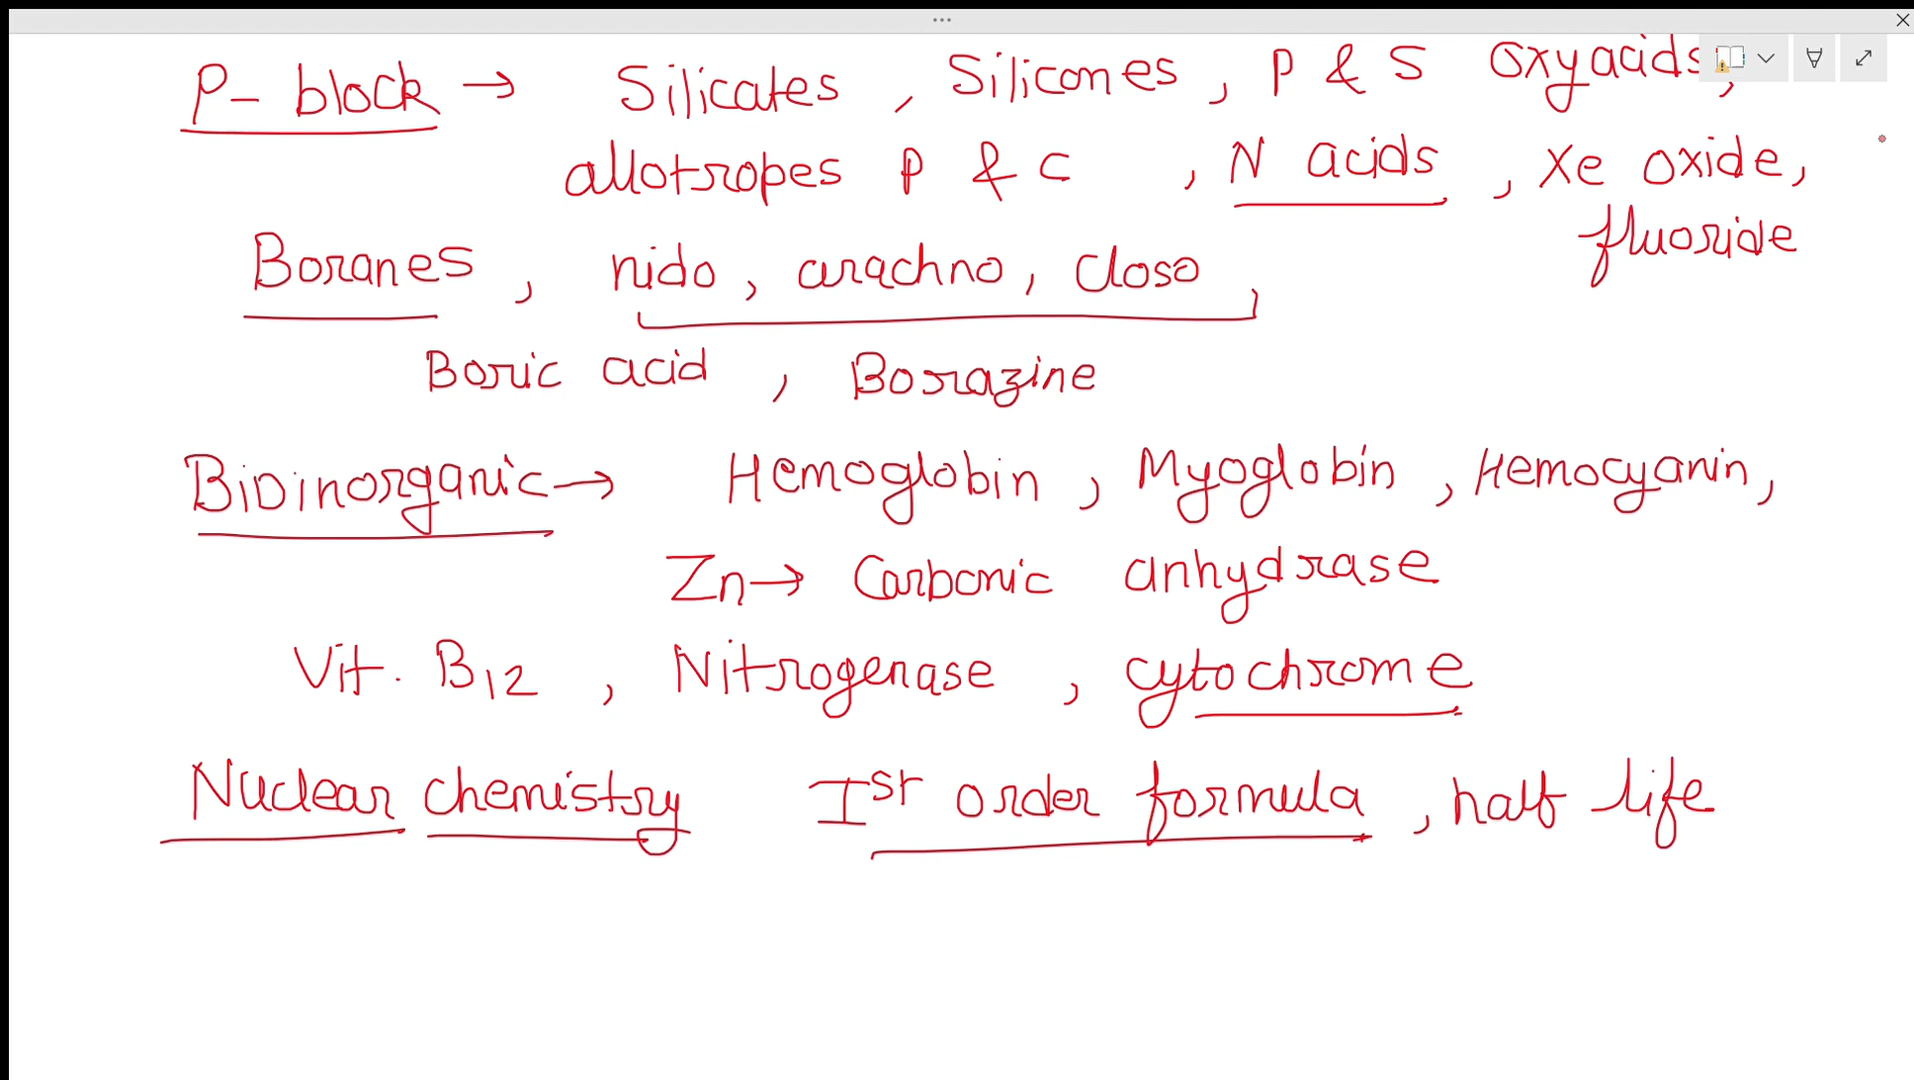 P- block → Silicates, Silicones, P & S Oxyacids,
allotropes P & C, N acids, Xe oxide,
fluoride
Boranes, nido, arachno, Closo,
Boric acid, Borazine
Bioinorganic → Hemoglobin, Myoglobin, Hemocyanin,
Zn → Carbonic anhydrase
Vit. B12, Nitrogenase, cytochrome
Nuclear chemistry Ist order formula, half life